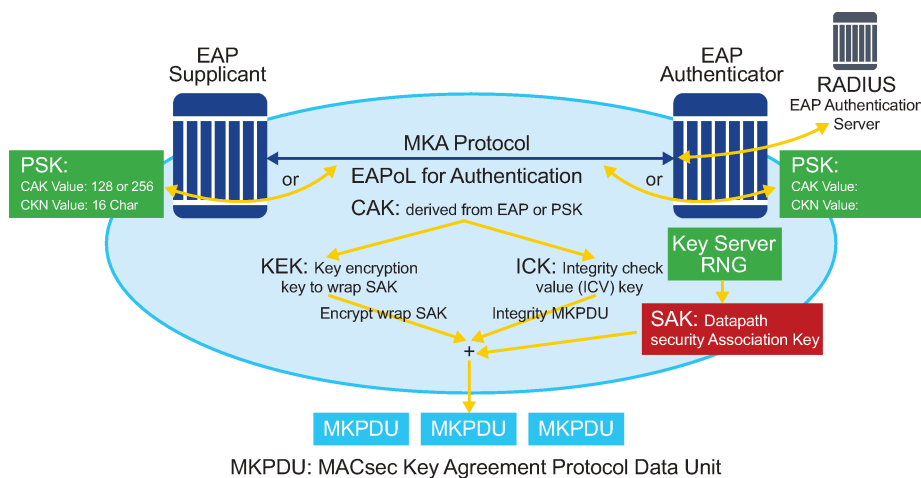 EAP
Supplicant
EAP
Authenticator
RADIUS
EAP Authentication
Server
MKA Protocol
PSK:
CAK Value: 128 or 256
CKN Value: 16 Char
or
EAPoL for Authentication
or
PSK:
CAK Value:
CKN Value:
CAK: derived from EAP or PSK
KEK: Key encryption
key to wrap SAK
ICK: Integrity check
value (ICV) key
Key Server
RNG
Encrypt wrap SAK
Integrity MKPDU
SAK: Datapath
security Association Key
+
MKPDU
MKPDU
MKPDU
MKPDU: MACsec Key Agreement Protocol Data Unit